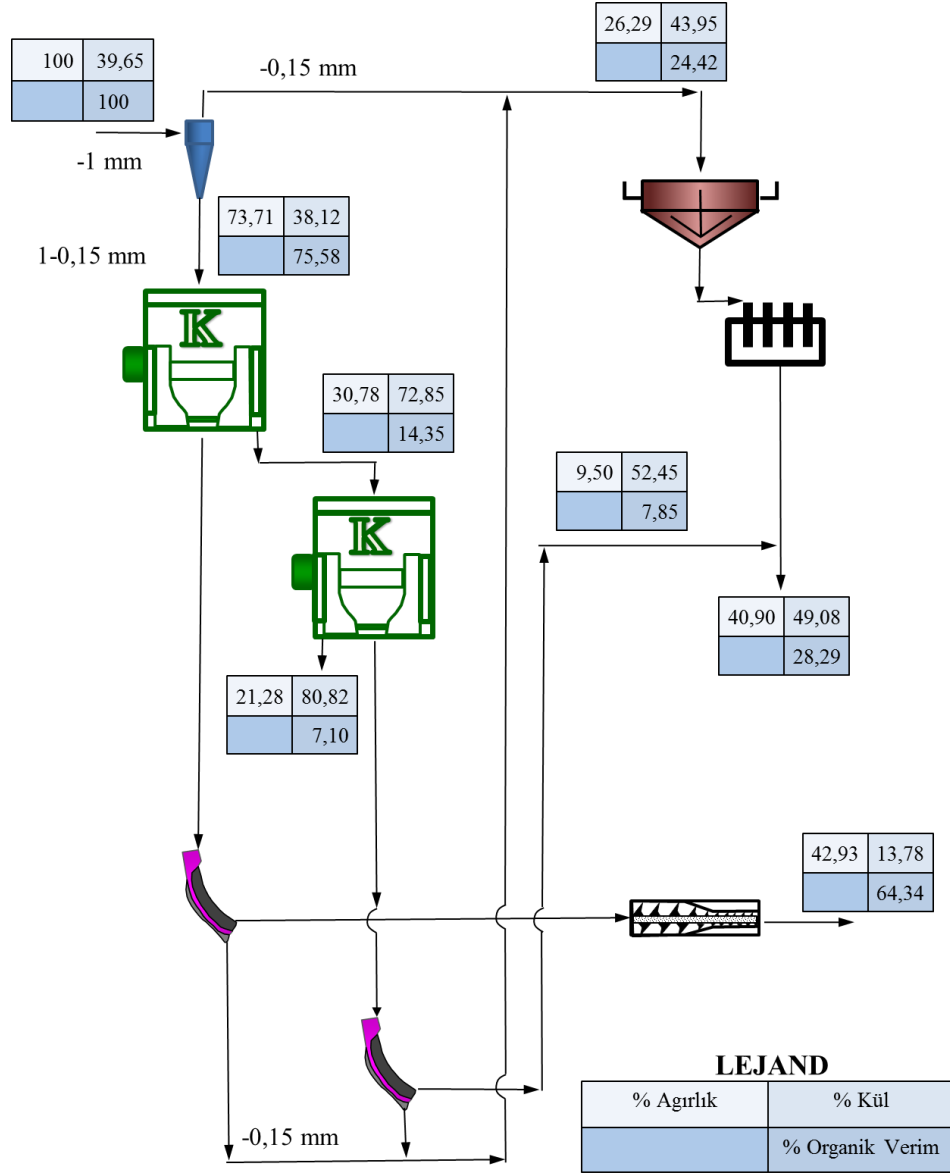 26,29 43,95
24,42
100 39,65
100
-0,15 mm
-1 mm
73,71 38,12
75,58
1-0,15 mm
K
30,78 72,85
14,35
K
9,50 52,45
7,85
40,90 49,08
28,29
21,28 80,82
7,10
42,93 13,78
64,34
-0,15 mm
LEJAND
% Agırlık % Kül
% Organik Verim